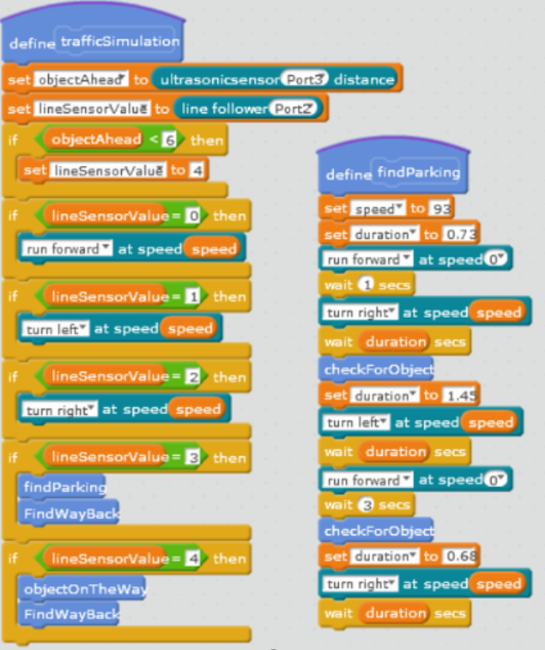 define trafficSimulation
set objectAhead to ultrasonicsensor Port3 distance
set lineSensorValue to line follower Port2
if objectAhead < 6 then
set lineSensorValue to 4
if lineSensorValue = 0 then
run forward at speed speed
if lineSensorValue = 1 then
turn left at speed speed
if lineSensorValue = 2 then
turn right at speed speed
if lineSensorValue = 3 then
findParking
FindWayBack
if lineSensorValue = 4 then
objectOnTheWay
FindWayBack
define findParking
set speed to 93
set duration to 0.73
run forward at speed 0
wait 1 secs
turn right at speed speed
wait duration secs
checkForObject
set duration to 1.45
turn left at speed speed
wait duration secs
run forward at speed 0
wait 3 secs
checkForObject
set duration to 0.68
turn right at speed speed
wait duration secs